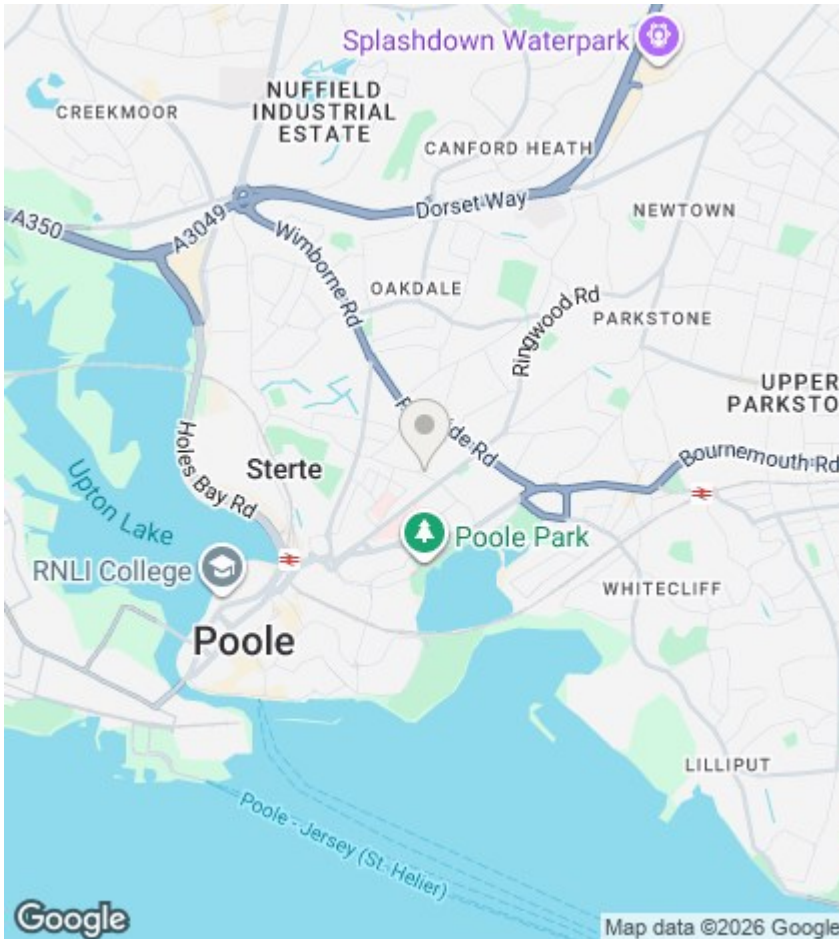 Splashdown Waterpark
NUFFIELD
INDUSTRIAL
ESTATE
CREEKMOOR
CANFORD HEATH
Dorset Way
NEWTOWN
A350
A3049
Wimborne Rd
OAKDALE
Ringwood Rd
PARKSTONE
UPPER
PARKSTO
de Rd
Bournemouth Rd
Sterte
Holes Bay Rd
Upton Lake
Poole Park
RNLI College
WHITECLIFF
Poole
LILLIPUT
Poole - Jersey (St. Helier)
Google
Map data ©2026 Google